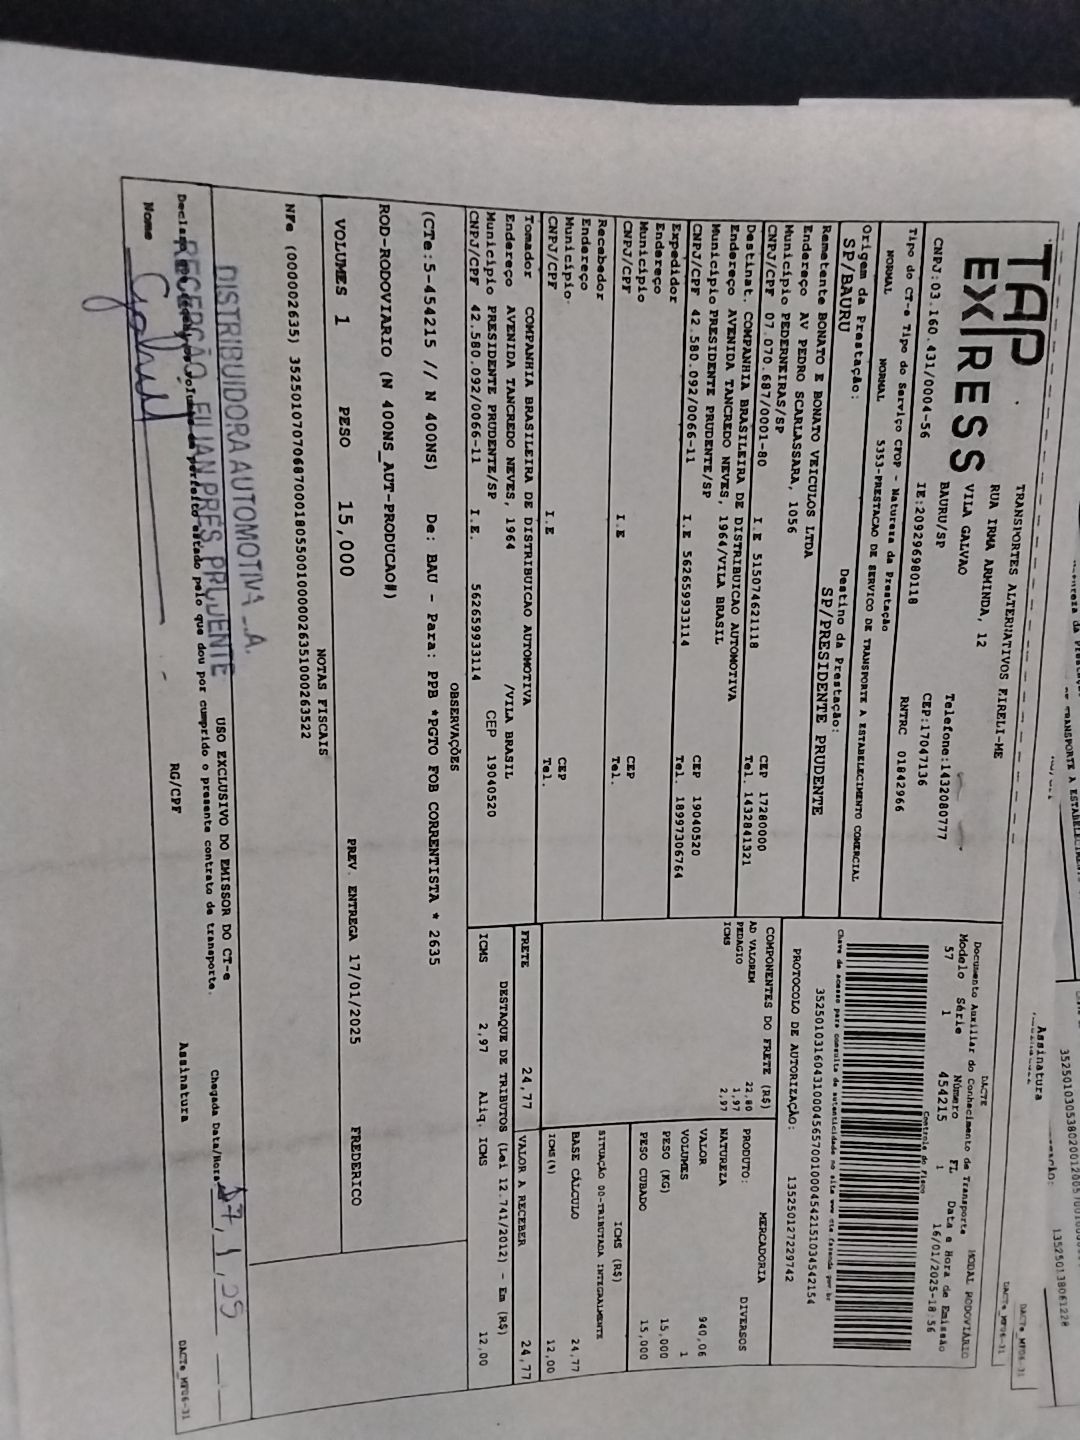 TAP EXPRESS
TRANSPORTES ALTERNATIVOS EIRELI-ME
RUA IRMA ARMINDA, 12
VILA GALVAO
BAURU/SP Telefone:1432080777
CNPJ:03.160.431/0004-56 IE:209296980118 CEP:17047136
RNTRC 01842966
Tipo do CT-e Tipo do Serviço CFOP - Natureza da Prestação
NORMAL NORMAL 5353-PRESTACAO DE SERVICO DE TRANSPORTE A ESTABELECIMENTO COMERCIAL
Origem da Prestação: Destino da Prestação:
SP/BAURU SP/PRESIDENTE PRUDENTE
DACTE
Documento Auxiliar do Conhecimento de Transporte MODAL RODOVIÁRIO
Modelo Série Número FL Data e Hora de Emissão
57 1 454215 1 16/01/2025-18:56
Controle do Fisco
Chave de acesso para consulta de autenticidade no site www.cte.fazenda.gov.br
35250103160431000456570010004542151034542154
PROTOCOLO DE AUTORIZAÇÃO: 135250127229742
Remetente BONATO E BONATO VEICULOS LTDA
Endereço AV PEDRO SCARLASSARA, 1056
Município PEDERNEIRAS/SP CEP 17280000
CNPJ/CPF 07.070.687/0001-80 I.E 515074621118 Tel. 1432841321
Destinat. COMPANHIA BRASILEIRA DE DISTRIBUICAO AUTOMOTIVA
Endereço AVENIDA TANCREDO NEVES, 1964/VILA BRASIL
Município PRESIDENTE PRUDENTE/SP CEP 19040520
CNPJ/CPF 42.580.092/0066-11 I.E 562659933114 Tel. 18997306764
Expedidor
Endereço
Município CEP
CNPJ/CPF I.E Tel.
Recebedor
Endereço
Município CEP
CNPJ/CPF I.E Tel.
Tomador COMPANHIA BRASILEIRA DE DISTRIBUICAO AUTOMOTIVA
Endereço AVENIDA TANCREDO NEVES, 1964 /VILA BRASIL
Município PRESIDENTE PRUDENTE/SP CEP 19040520
CNPJ/CPF 42.580.092/0066-11 I.E. 562659933114
COMPONENTES DO FRETE (R$)
AD VALOREM 22,80
PEDAGIO 1,97
ICMS 2,97
MERCADORIA
PRODUTO: DIVERSOS
NATUREZA
VALOR 940,06
VOLUMES 1
PESO (KG) 15,000
PESO CUBADO 15,000
ICMS (R$)
SITUAÇÃO 00-TRIBUTADA INTEGRALMENTE
BASE CÁLCULO 24,77
ICMS(%) 12,00
FRETE 24,77 VALOR A RECEBER 24,77
DESTAQUE DE TRIBUTOS (Lei 12.741/2012) - Em (R$)
ICMS 2,97 Aliq. ICMS 12,00
OBSERVAÇÕES
(CTe:5-454215 // N 400NS) De: BAU - Para: PPB *PGTO FOB CORRENTISTA * 2635
ROD-RODOVIARIO (N 400NS_AUT-PRODUCAO#)
VOLUMES 1 PESO 15,000 PREV. ENTREGA 17/01/2025 FREDERICO
NOTAS FISCAIS
NFe (000002635) 35250107070687000180550010000026351000263522
USO EXCLUSIVO DO EMISSOR DO CT-e
DISTRIBUIDORA AUTOMOTIVA
RECEPÇÃO FILIAN PRES. PRUDENTE
perfeito estado pelo que dou por cumprido o presente contrato de transporte.
Chegada Data/Hora 17, 1, 25
Nome RG/CPF Assinatura
DACTe_MT06-31
DACTe_MT06-31
DACTe_MT06-31
Assinatura
135250138061228